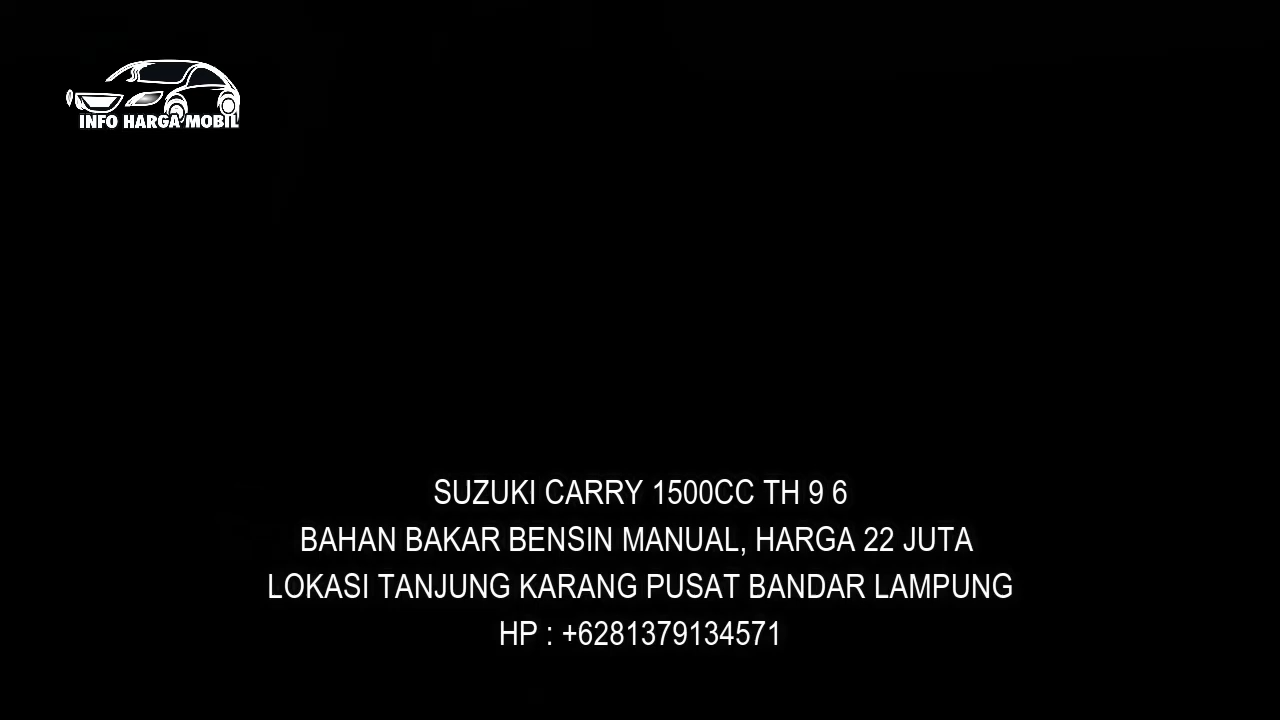 INFO HARGA MOBIL
SUZUKI CARRY 1500CC TH 9 6
BAHAN BAKAR BENSIN MANUAL, HARGA 22 JUTA
LOKASI TANJUNG KARANG PUSAT BANDAR LAMPUNG
HP : +6281379134571